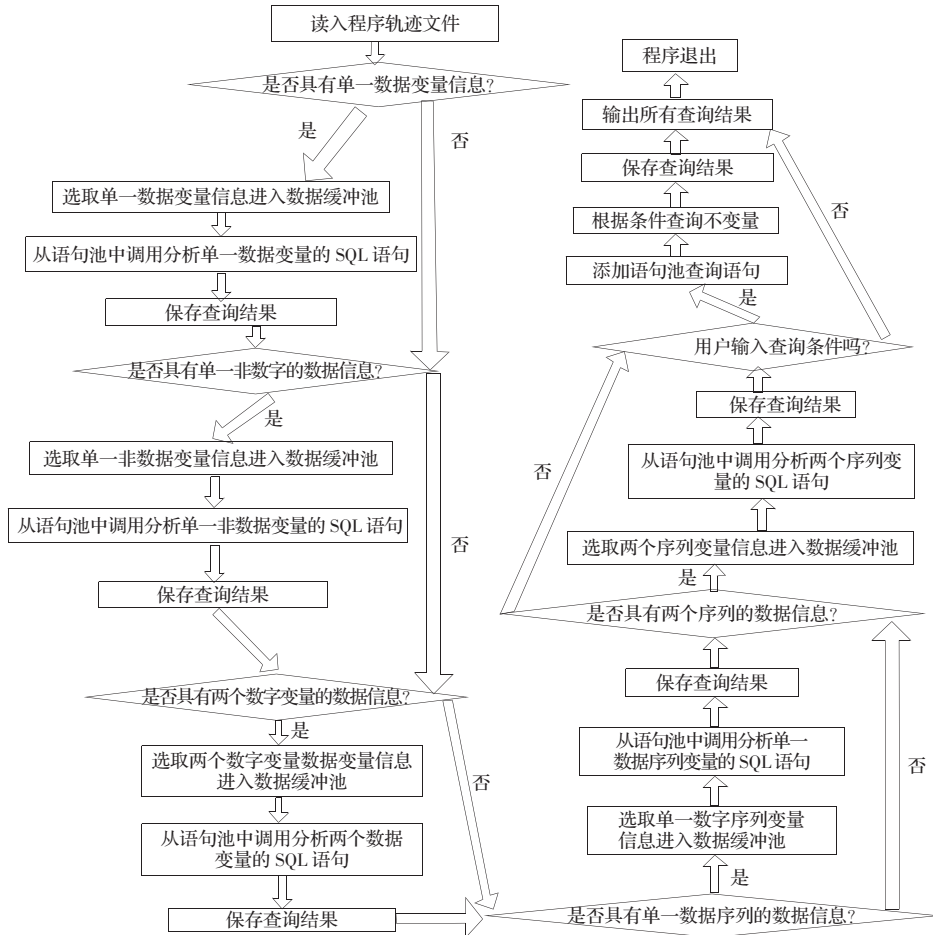 读入程序轨迹文件
是否具有单一数据变量信息?
是
否
选取单一数据变量信息进入数据缓冲池
从语句池中调用分析单一数据变量的 SQL 语句
保存查询结果
是否具有单一非数字的数据信息?
是
否
选取单一非数据变量信息进入数据缓冲池
从语句池中调用分析单一非数据变量的 SQL 语句
保存查询结果
是否具有两个数字变量的数据信息?
是
否
选取两个数字变量数据变量信息
进入数据缓冲池
从语句池中调用分析两个数据
变量的 SQL 语句
保存查询结果
是否具有单一数据序列的数据信息?
是
否
选取单一数字序列变量
信息进入数据缓冲池
从语句池中调用分析单一
数据序列变量的 SQL 语句
保存查询结果
是否具有两个序列的数据信息?
是
否
选取两个序列变量信息进入数据缓冲池
从语句池中调用分析两个序列变
量的 SQL 语句
保存查询结果
用户输入查询条件吗?
是
否
添加语句池查询语句
根据条件查询不变量
保存查询结果
输出所有查询结果
程序退出